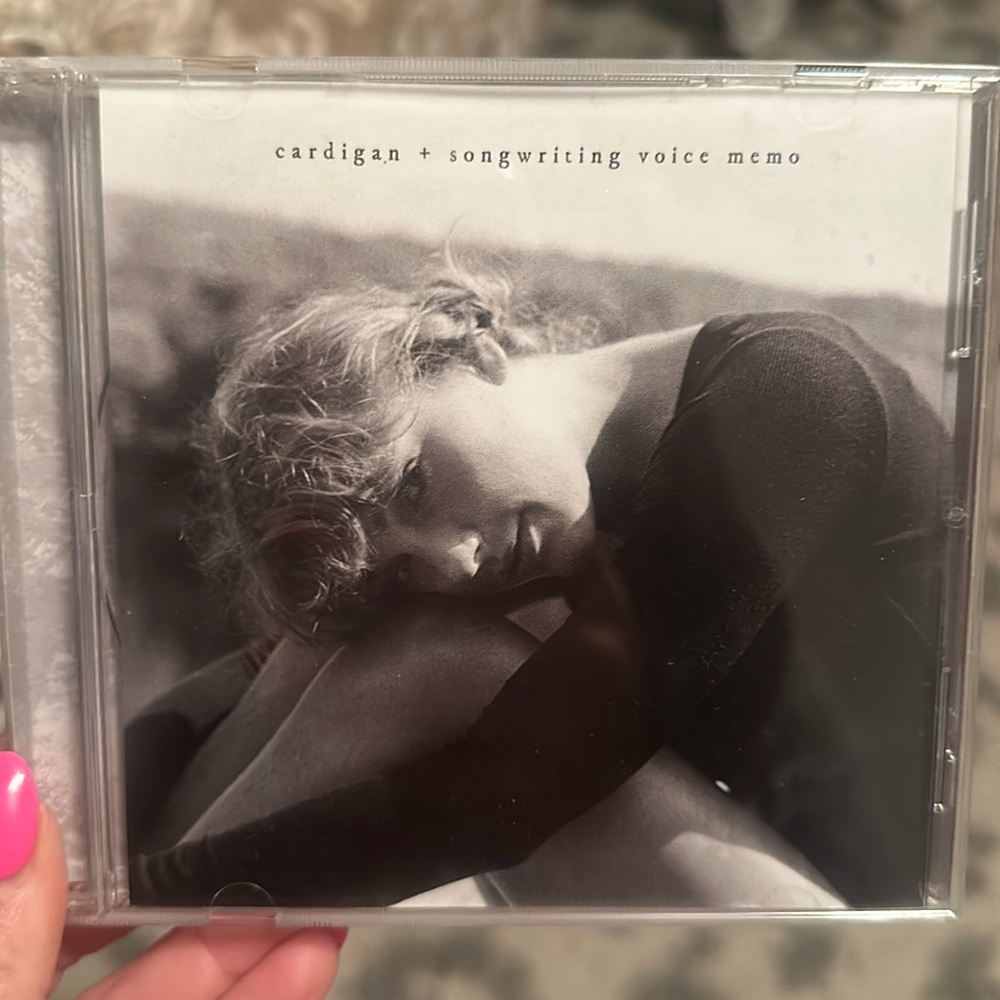 cardigan + songwriting voice memo